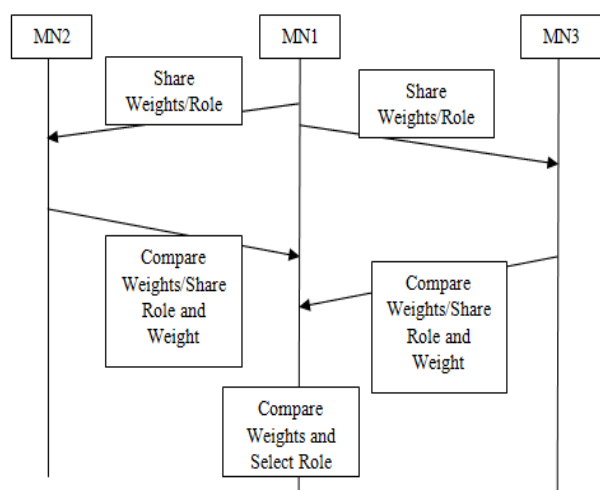 MN2
MN1
MN3
Share
Weights/Role
Share
Weights/Role
Compare
Weights/Share
Role and
Weight
Compare
Weights/Share
Role and
Weight
Compare
Weights and
Select Role